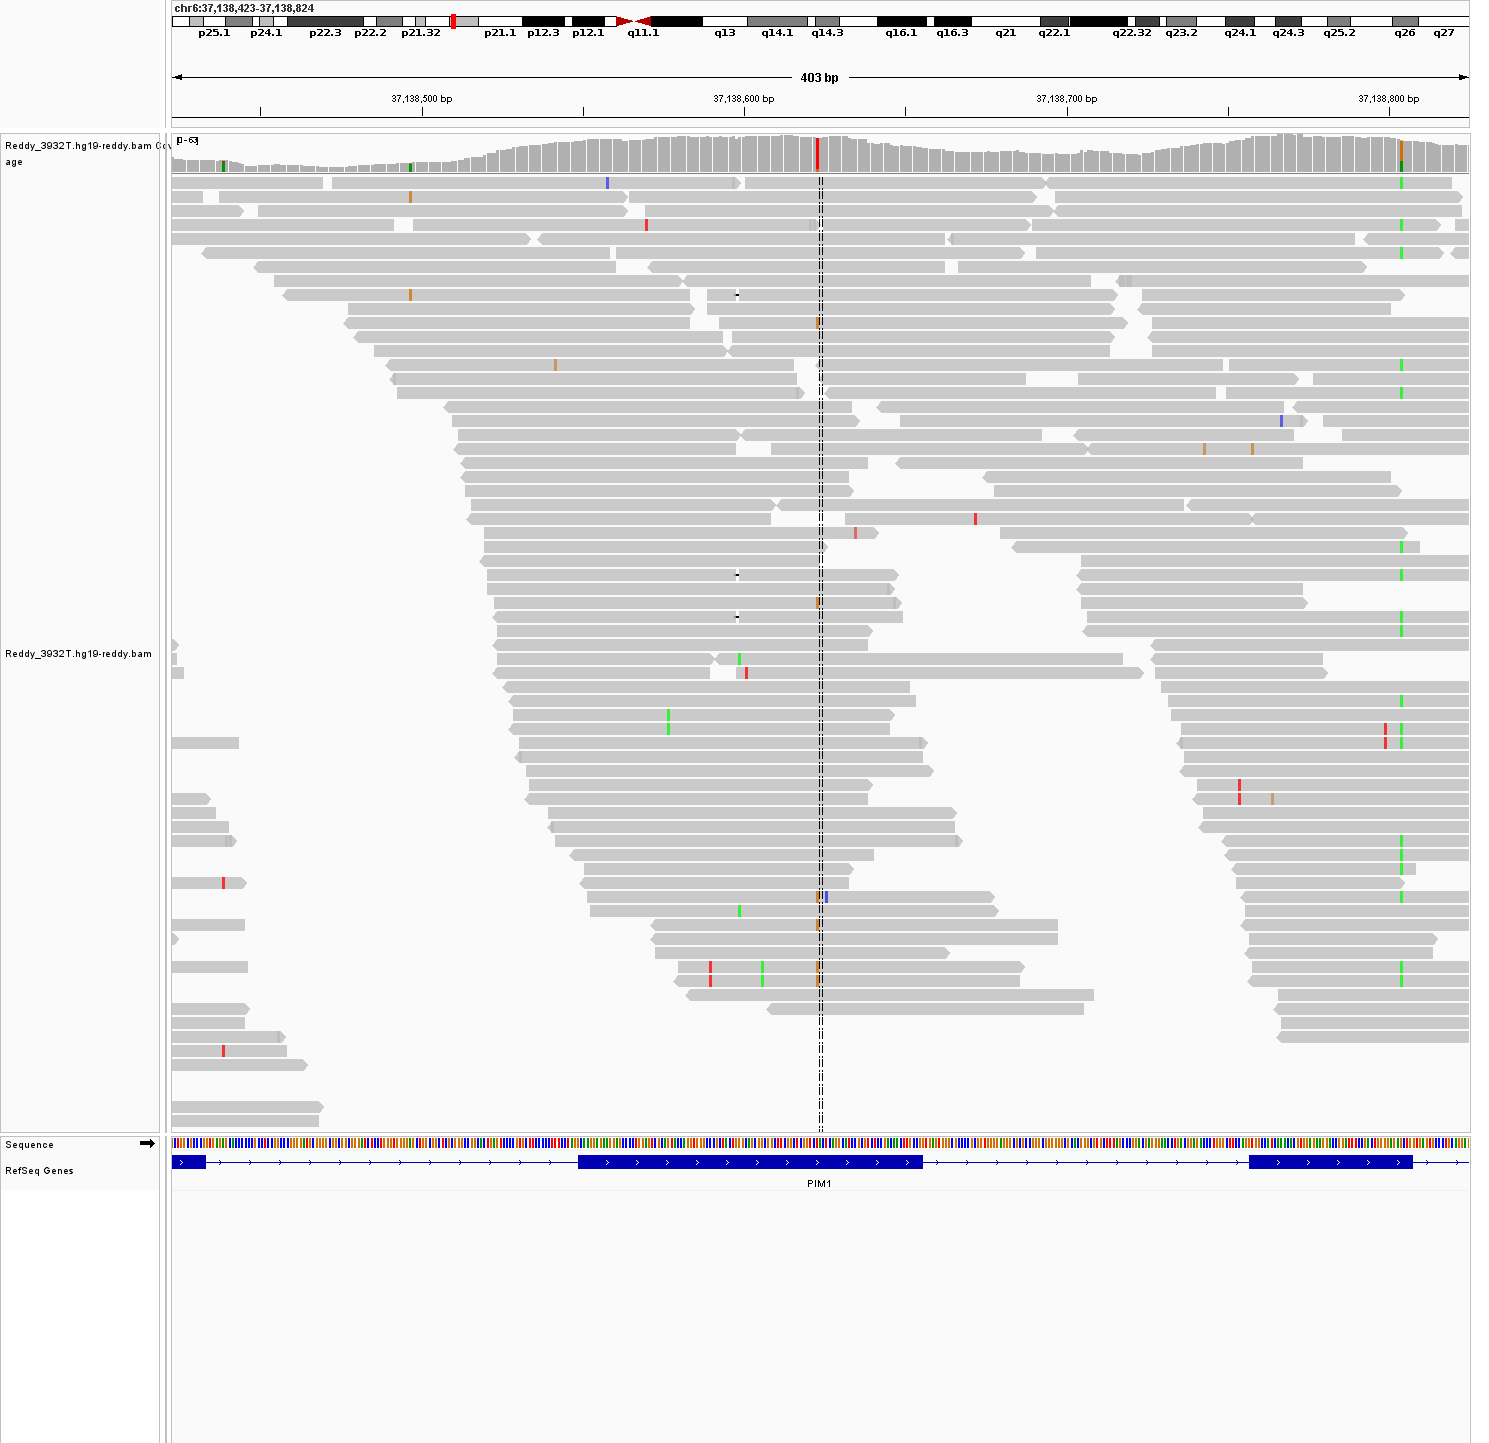 chr6:37,138,423-37,138,824
p25.1 p24.1 p22.3 p22.2 p21.32 p21.1 p12.3 p12.1 q11.1 q13 q14.1 q14.3 q16.1 q16.3 q21 q22.1 q22.32 q23.2 q24.1 q24.3 q25.2 q26 q27
403 bp
37,138,500 bp 37,138,600 bp 37,138,700 bp 37,138,800 bp
[0-63]
Reddy_3932T.hg19-reddy.bam Cov
age
Reddy_3932T.hg19-reddy.bam
Sequence
RefSeq Genes
PIM1